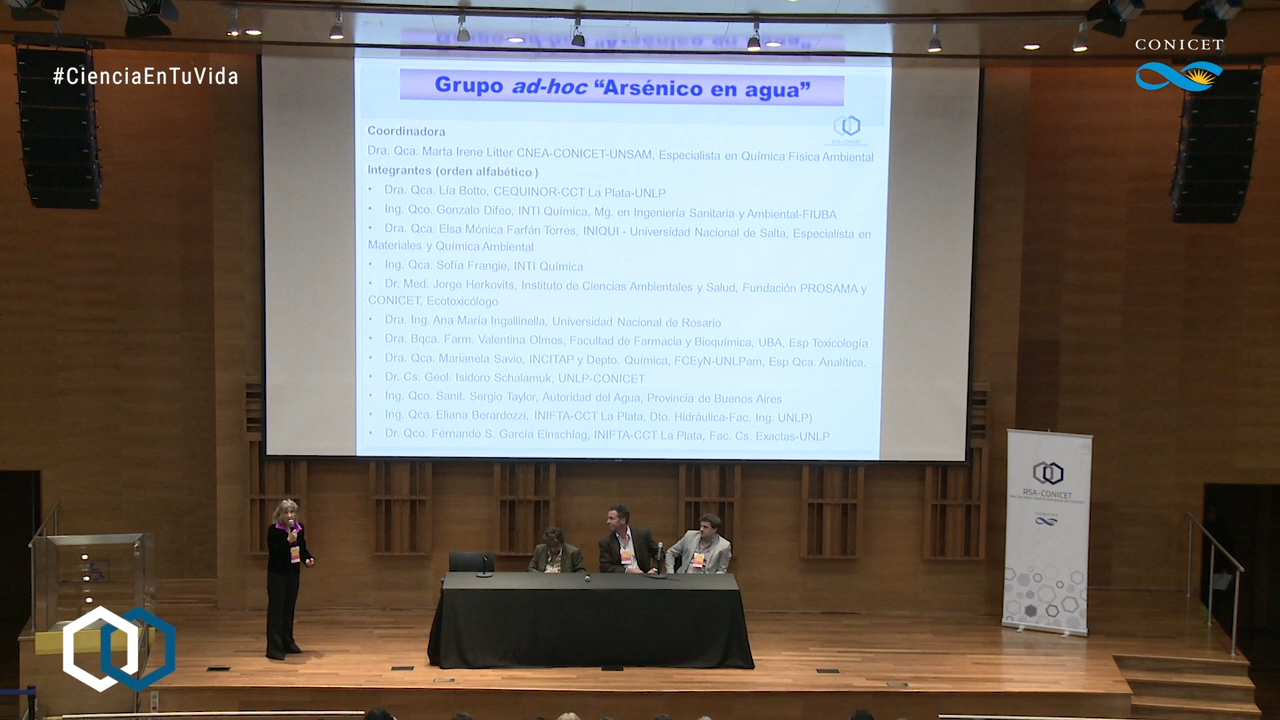 #CienciaEnTuVida
CONICET
Grupo ad-hoc “Arsénico en agua”
RSA-CONICET
Coordinadora
Dra. Qca. Marta Irene Litter CNEA-CONICET-UNSAM, Especialista en Química Física Ambiental
Integrantes (orden alfabético )
• Dra. Qca. Lía Botto, CEQUINOR-CCT La Plata-UNLP
• Ing. Qco. Gonzalo Difeo, INTI Química, Mg. en Ingeniería Sanitaria y Ambiental-FIUBA
• Dra. Qca. Elsa Mónica Farfán Torres, INIQUI - Universidad Nacional de Salta, Especialista en
Materiales y Química Ambiental
• Ing. Qca. Sofía Frangie, INTI Química
• Dr. Med. Jorge Herkovits, Instituto de Ciencias Ambientales y Salud, Fundación PROSAMA y
CONICET, Ecotoxicólogo
• Dra. Ing. Ana María Ingallinella, Universidad Nacional de Rosario
• Dra. Bqca. Farm. Valentina Olmos, Facultad de Farmacia y Bioquímica, UBA, Esp Toxicología
• Dra. Qca. Marianela Savio, INCITAP y Depto. Química, FCEyN-UNLPam, Esp Qca. Analítica.
• Dr. Cs. Geol. Isidoro Schalamuk, UNLP-CONICET
• Ing. Qco. Sanit. Sergio Taylor, Autoridad del Agua, Provincia de Buenos Aires
• Ing. Qca. Eliana Berardozzi, INIFTA-CCT La Plata, Dto. Hidráulica-Fac. Ing. UNLP)
• Dr. Qco. Fernando S. García Einschlag, INIFTA-CCT La Plata, Fac. Cs. Exactas-UNLP
RSA-CONICET
CONICET